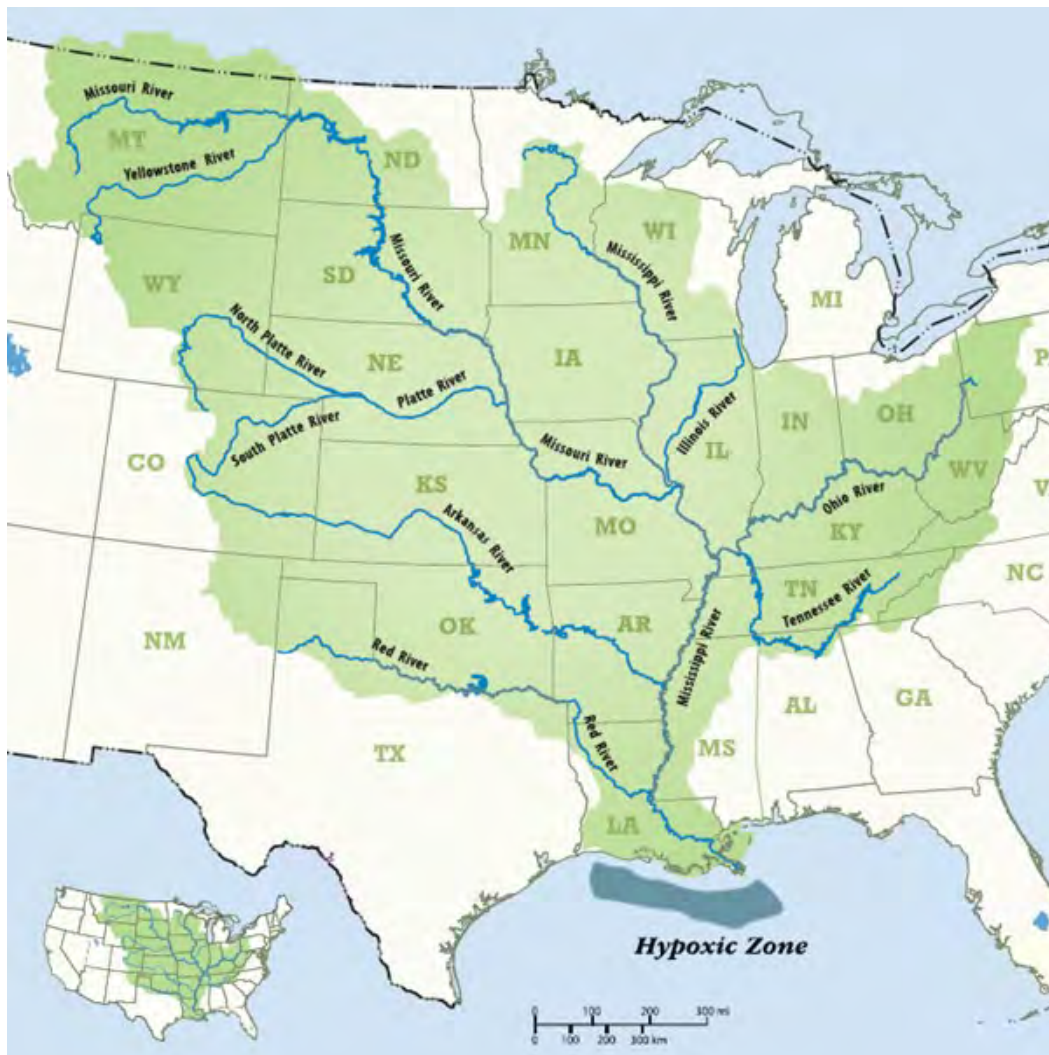 Missouri River
MT
Yellowstone River
ND
MN
WI
Mississippi River
MI
WY
SD
Missouri River
North Platte River
NE
Platte River
IA
Illinois River
IL
IN
OH
CO
South Platte River
KS
Missouri River
MO
Ohio River
WV
KY
Arkansas River
TN
Tennessee River
NC
NM
OK
AR
Mississippi River
Red River
TX
Red River
MS
AL
GA
LA
Hypoxic Zone
0 100 200 300 mi
0 100 200 300 km